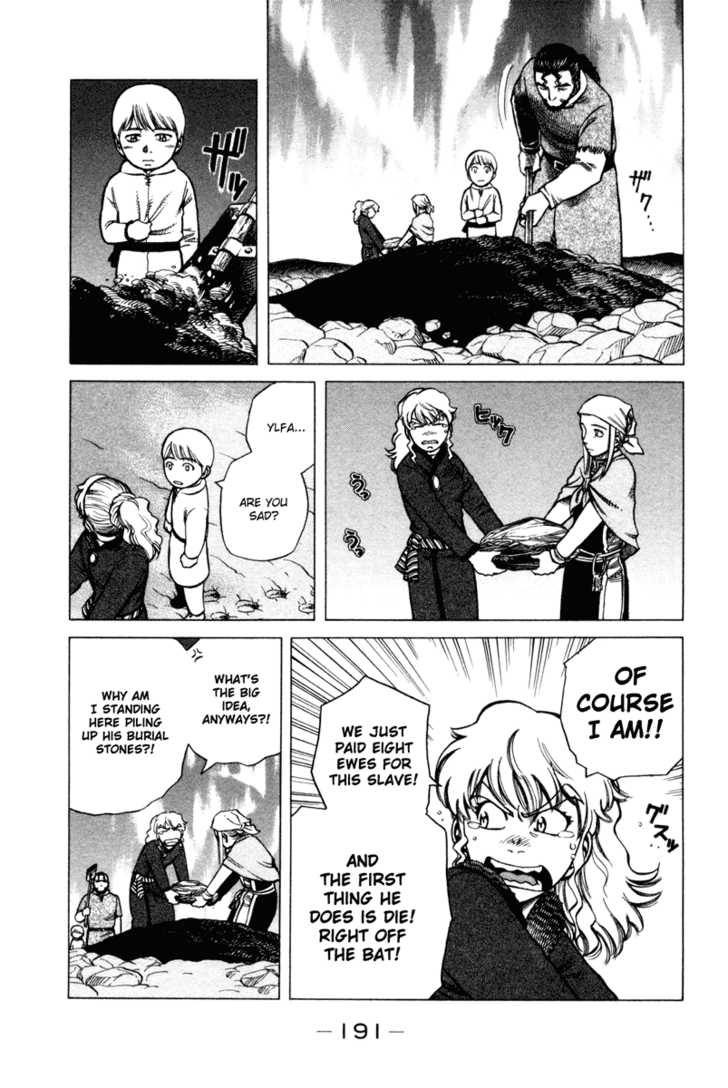 ザク…
ザザッ
ヒック
うっ
うっ
YLFA...
ARE YOU
SAD?
OF
COURSE
I AM!!
WE JUST
PAID EIGHT
EWES FOR
THIS SLAVE!
AND
THE FIRST
THING HE
DOES IS DIE!
RIGHT OFF
THE BAT!
グスッ
WHAT'S
THE BIG
IDEA,
ANYWAYS?!
WHY AM
I STANDING
HERE PILING
UP HIS BURIAL
STONES?!
— 191 —